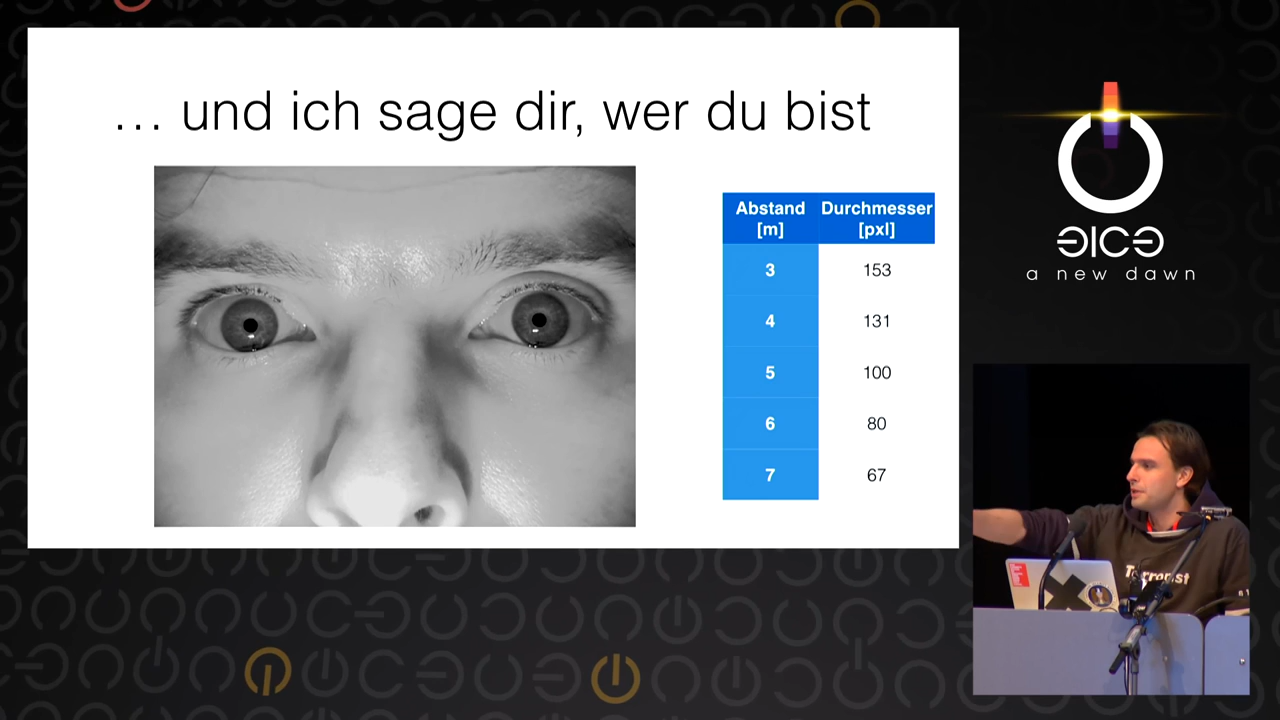 … und ich sage dir, wer du bist
Abstand [m] Durchmesser [pxl]
3 153
4 131
5 100
6 80
7 67
a new dawn